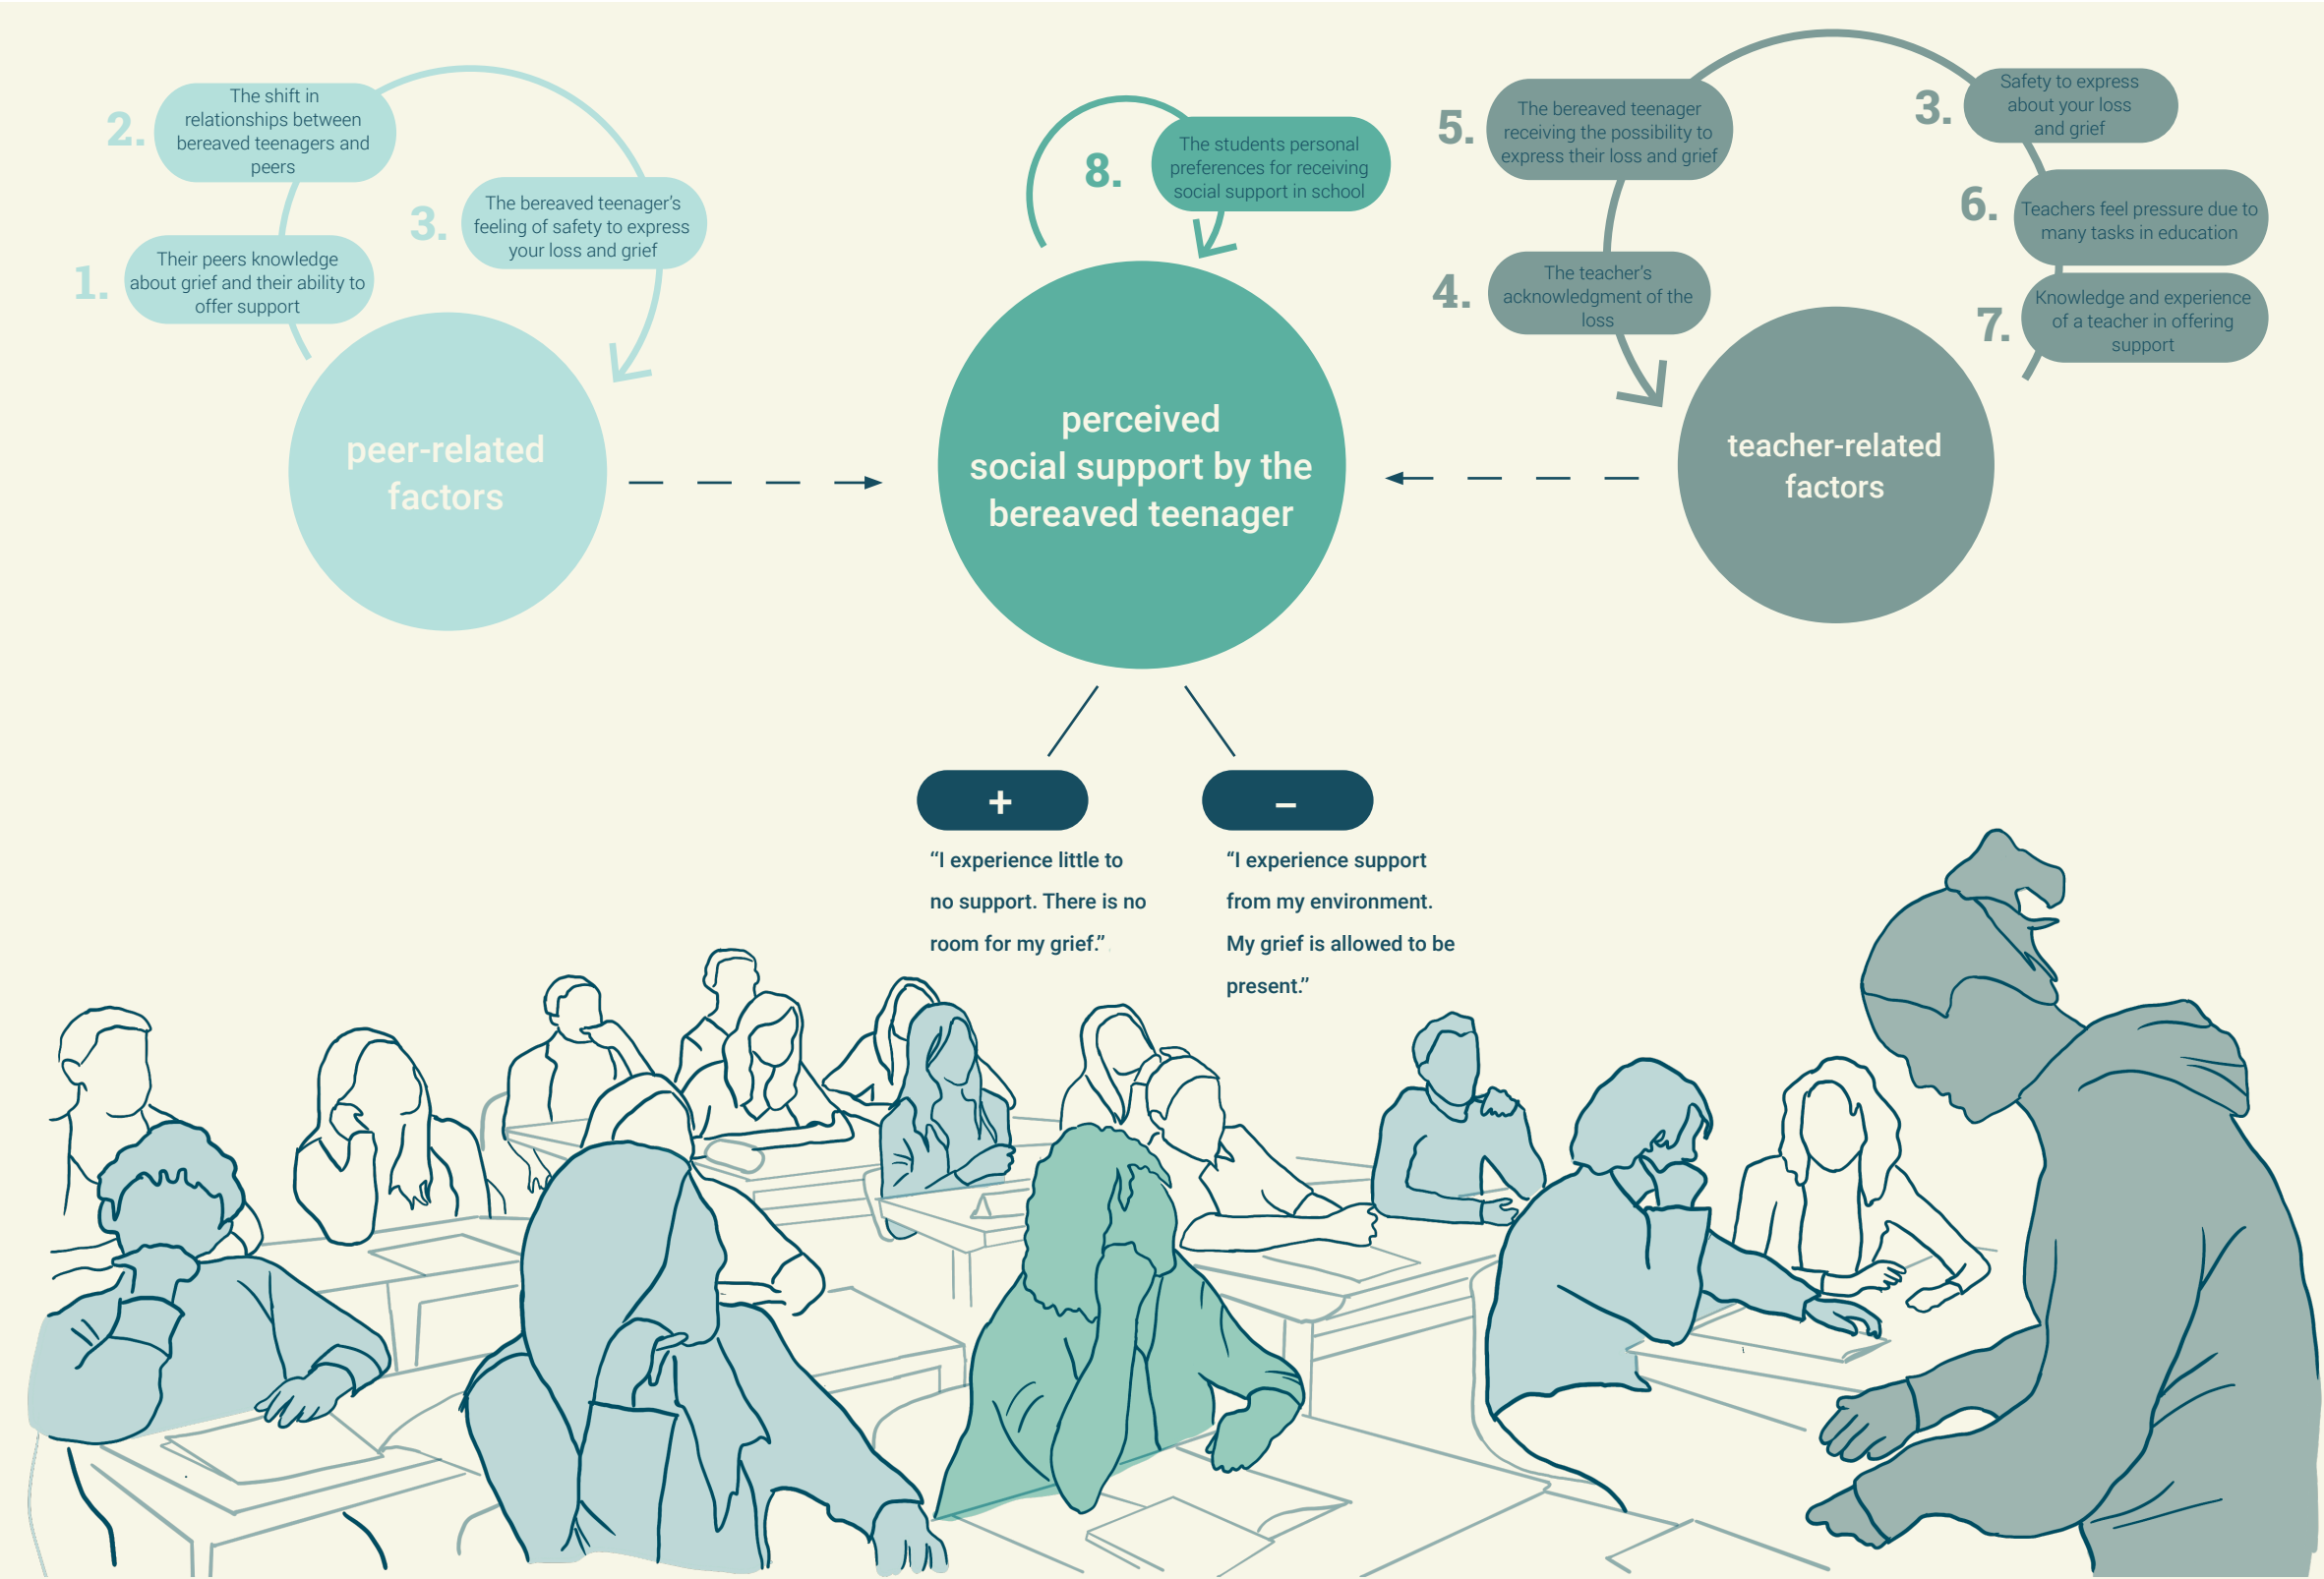 2.
The shift in
relationships between
bereaved teenagers and
peers
1.
Their peers knowledge
about grief and their ability to
offer support
3.
The bereaved teenager's
feeling of safety to express
your loss and grief
peer-related
factors
8.
The students personal
preferences for receiving
social support in school
perceived
social support by the
bereaved teenager
5.
The bereaved teenager
receiving the possibility to
express their loss and grief
4.
The teacher's
acknowledgment of the
loss
3.
Safety to express
about your loss
and grief
6.
Teachers feel pressure due to
many tasks in education
7.
Knowledge and experience
of a teacher in offering
support
teacher-related
factors
+
“I experience little to
no support. There is no
room for my grief.”
–
“I experience support
from my environment.
My grief is allowed to be
present.”